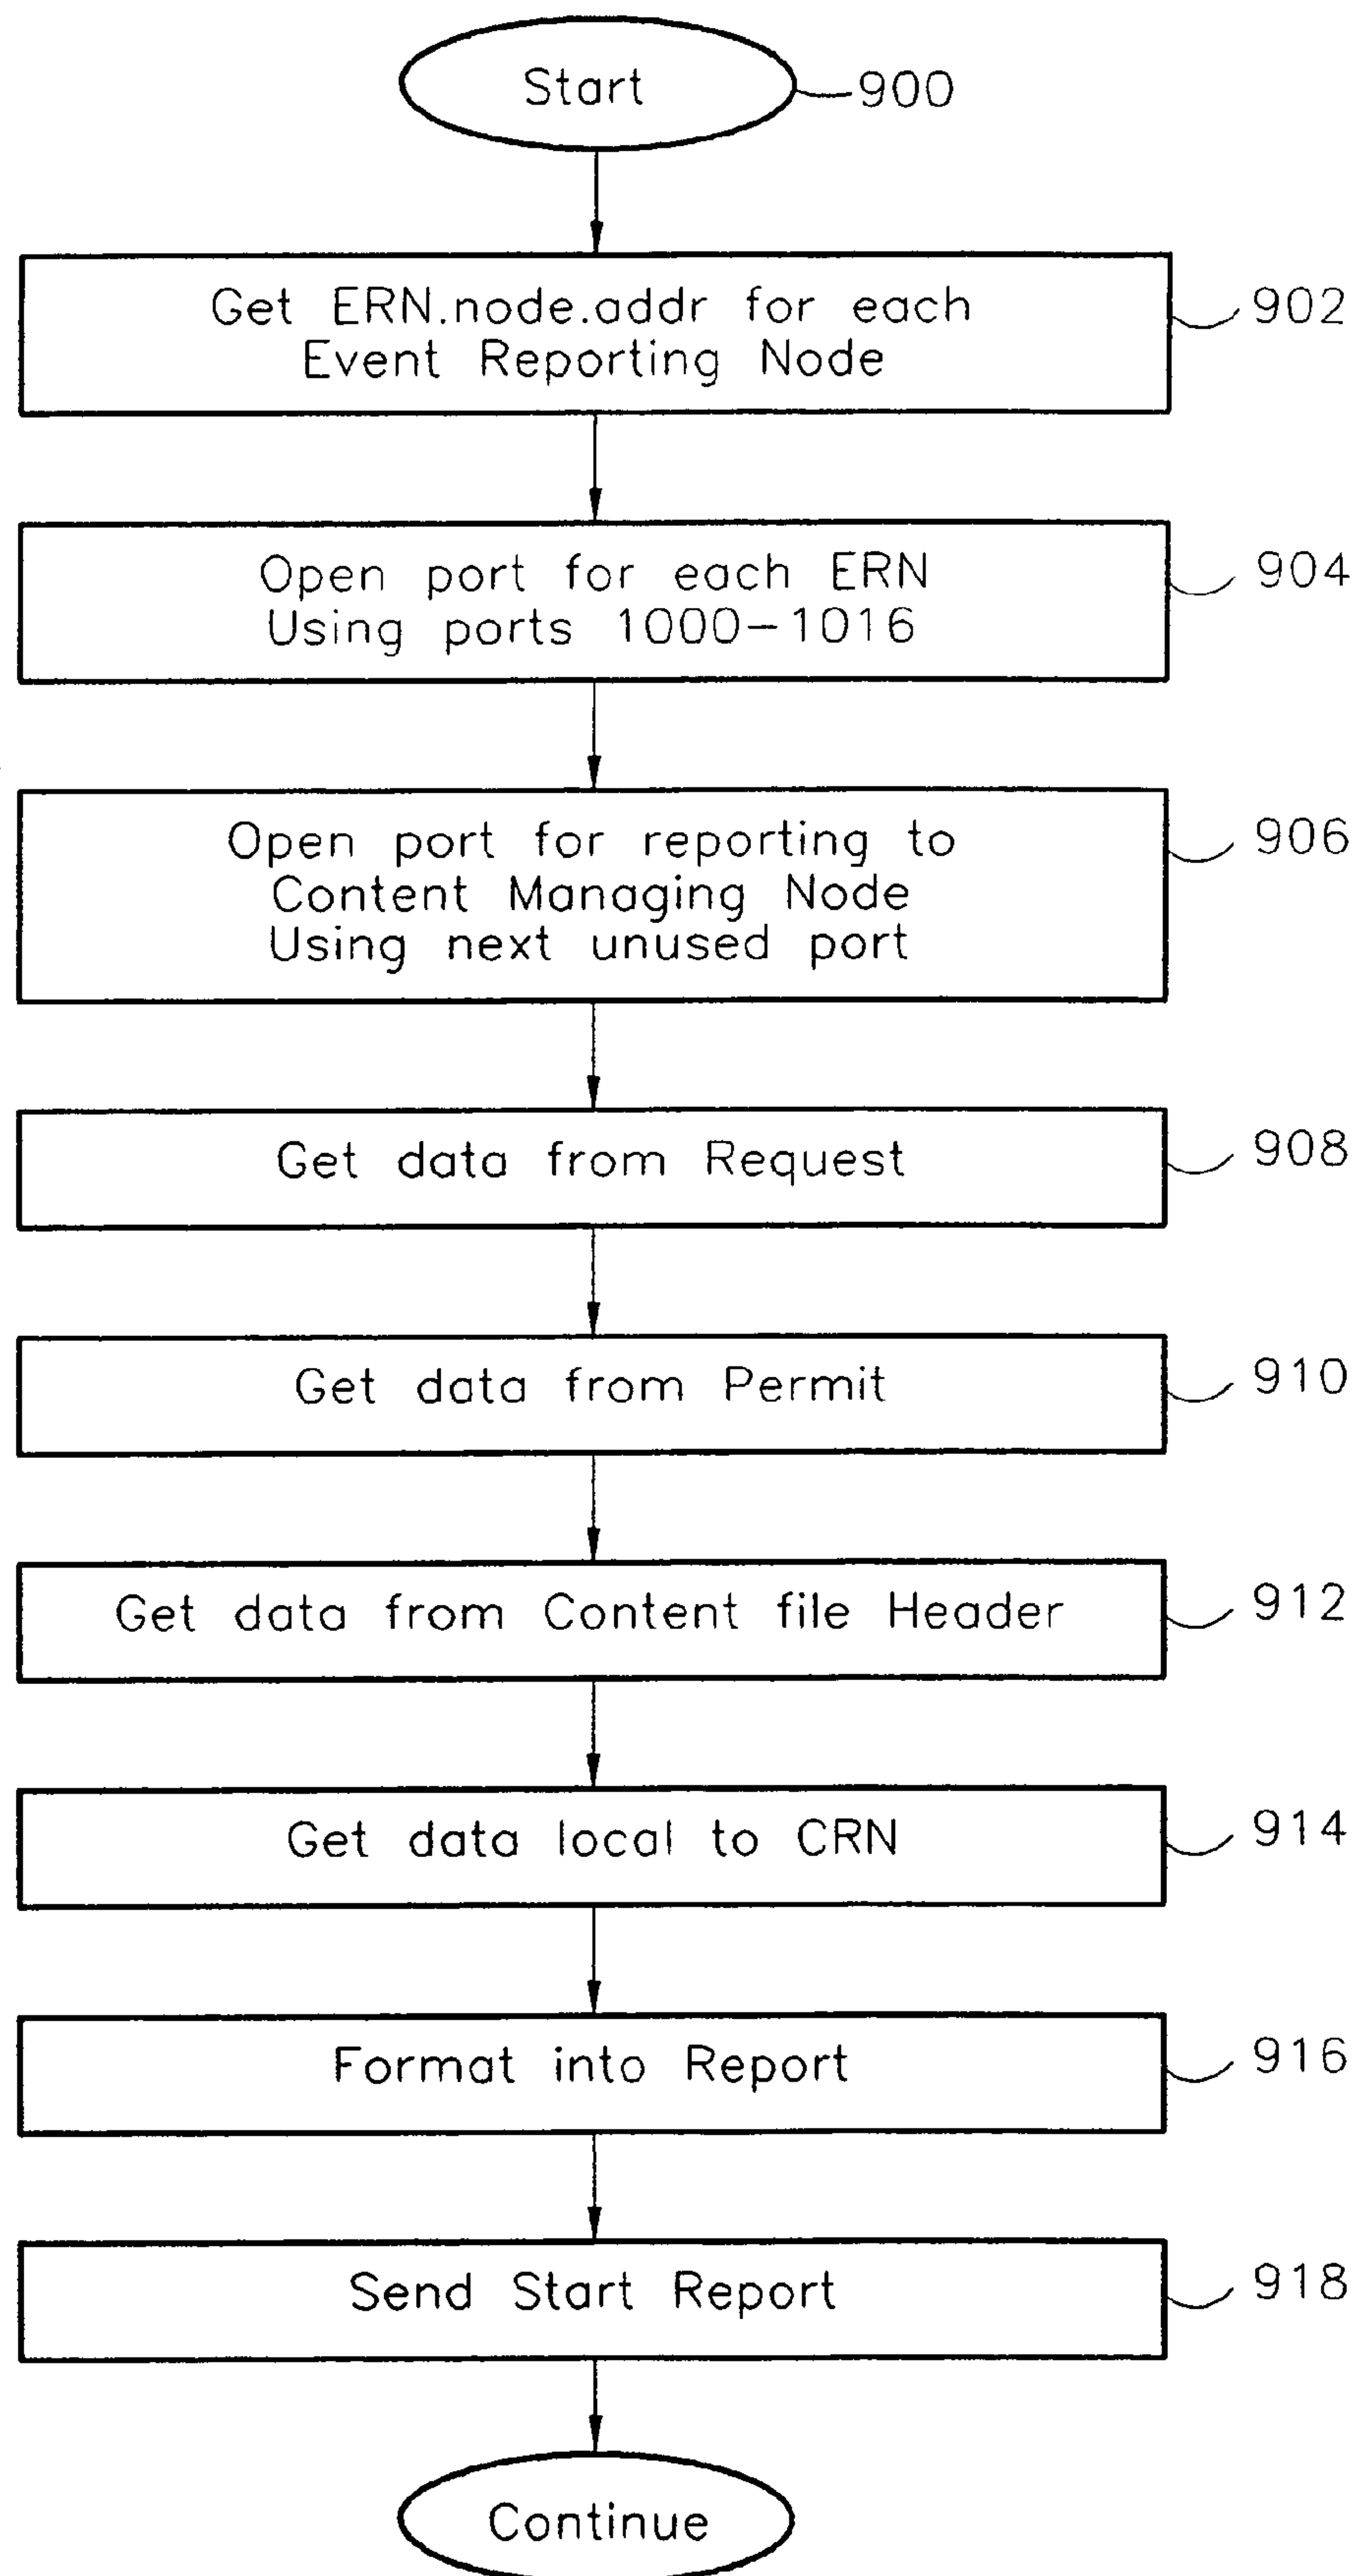 Start
900
Get ERN.node.addr for each
Event Reporting Node
902
Open port for each ERN
Using ports 1000-1016
904
Open port for reporting to
Content Managing Node
Using next unused port
906
Get data from Request
908
Get data from Permit
910
Get data from Content file Header
912
Get data local to CRN
914
Format into Report
916
Send Start Report
918
Continue